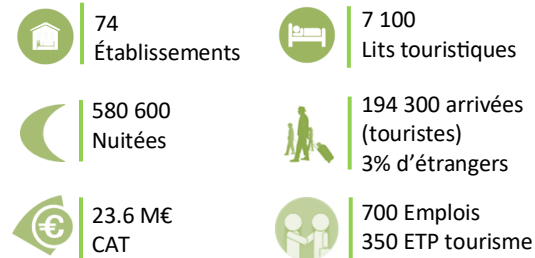 74
Établissements
7 100
Lits touristiques
580 600
Nuitées
194 300 arrivées
(touristes)
3% d’étrangers
23.6 M€
CAT
700 Emplois
350 ETP tourisme